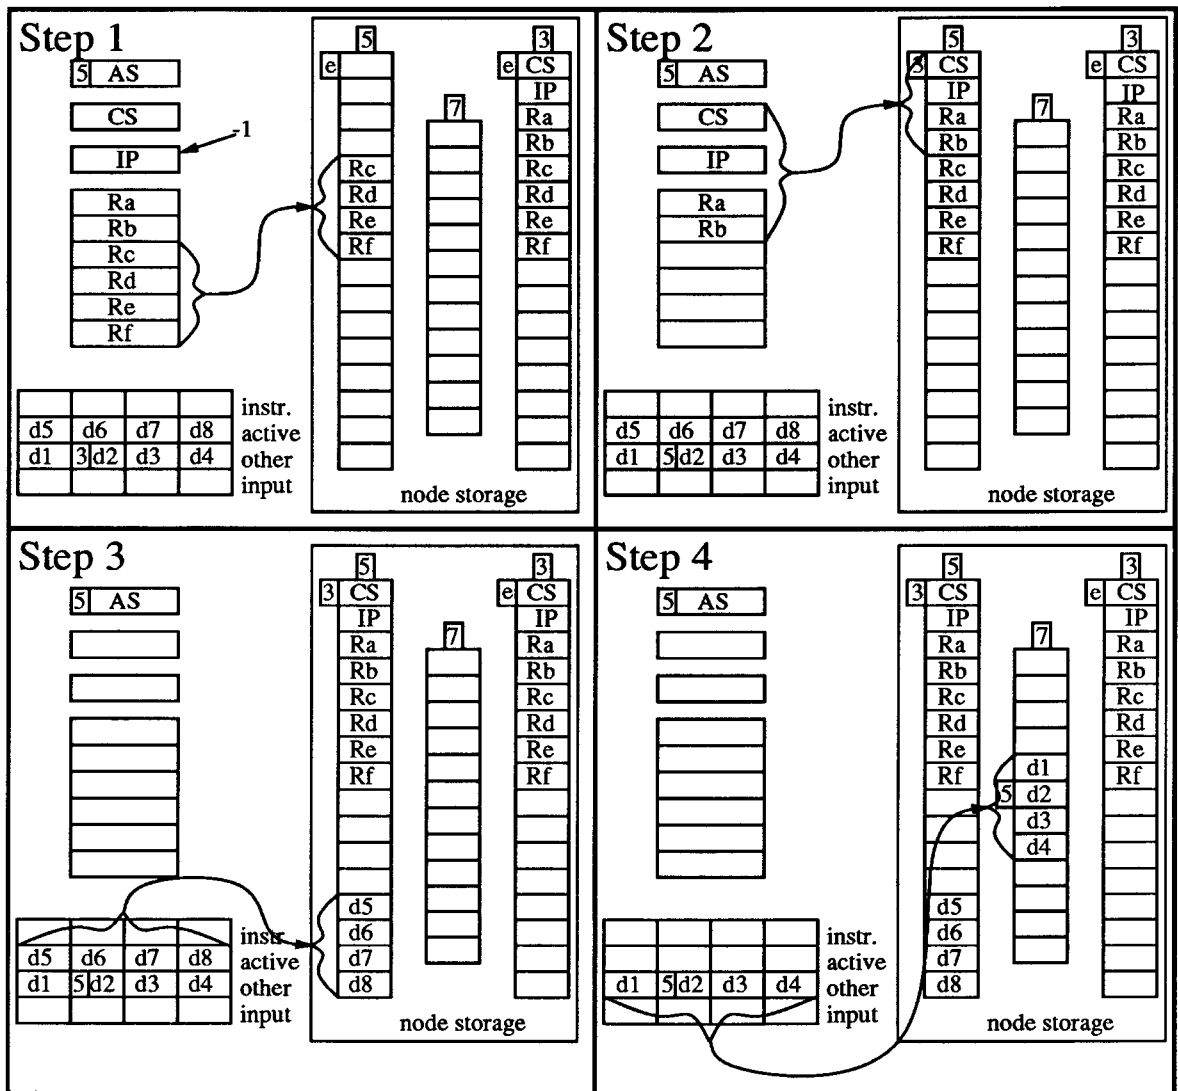 Step 1
5 AS
CS
IP
-1
Ra
Rb
Rc
Rd
Re
Rf
instr.
d5 d6 d7 d8 active
d1 3 d2 d3 d4 other
input
5
e
Rc
Rd
Re
Rf
7
3
e CS
IP
Ra
Rb
Rc
Rd
Re
Rf
node storage
Step 2
5 AS
CS
IP
Ra
Rb
instr.
d5 d6 d7 d8 active
d1 5 d2 d3 d4 other
input
5
3 CS
IP
Ra
Rb
Rc
Rd
Re
Rf
7
3
e CS
IP
Ra
Rb
Rc
Rd
Re
Rf
node storage
Step 3
5 AS
instr.
d5 d6 d7 d8 active
d1 5 d2 d3 d4 other
input
5
3 CS
IP
Ra
Rb
Rc
Rd
Re
Rf
d5
d6
d7
d8
7
3
e CS
IP
Ra
Rb
Rc
Rd
Re
Rf
node storage
Step 4
5 AS
instr.
active
d1 5 d2 d3 d4 other
input
5
3 CS
IP
Ra
Rb
Rc
Rd
Re
Rf
d5
d6
d7
d8
7
d1
5 d2
d3
d4
3
e CS
IP
Ra
Rb
Rc
Rd
Re
Rf
node storage